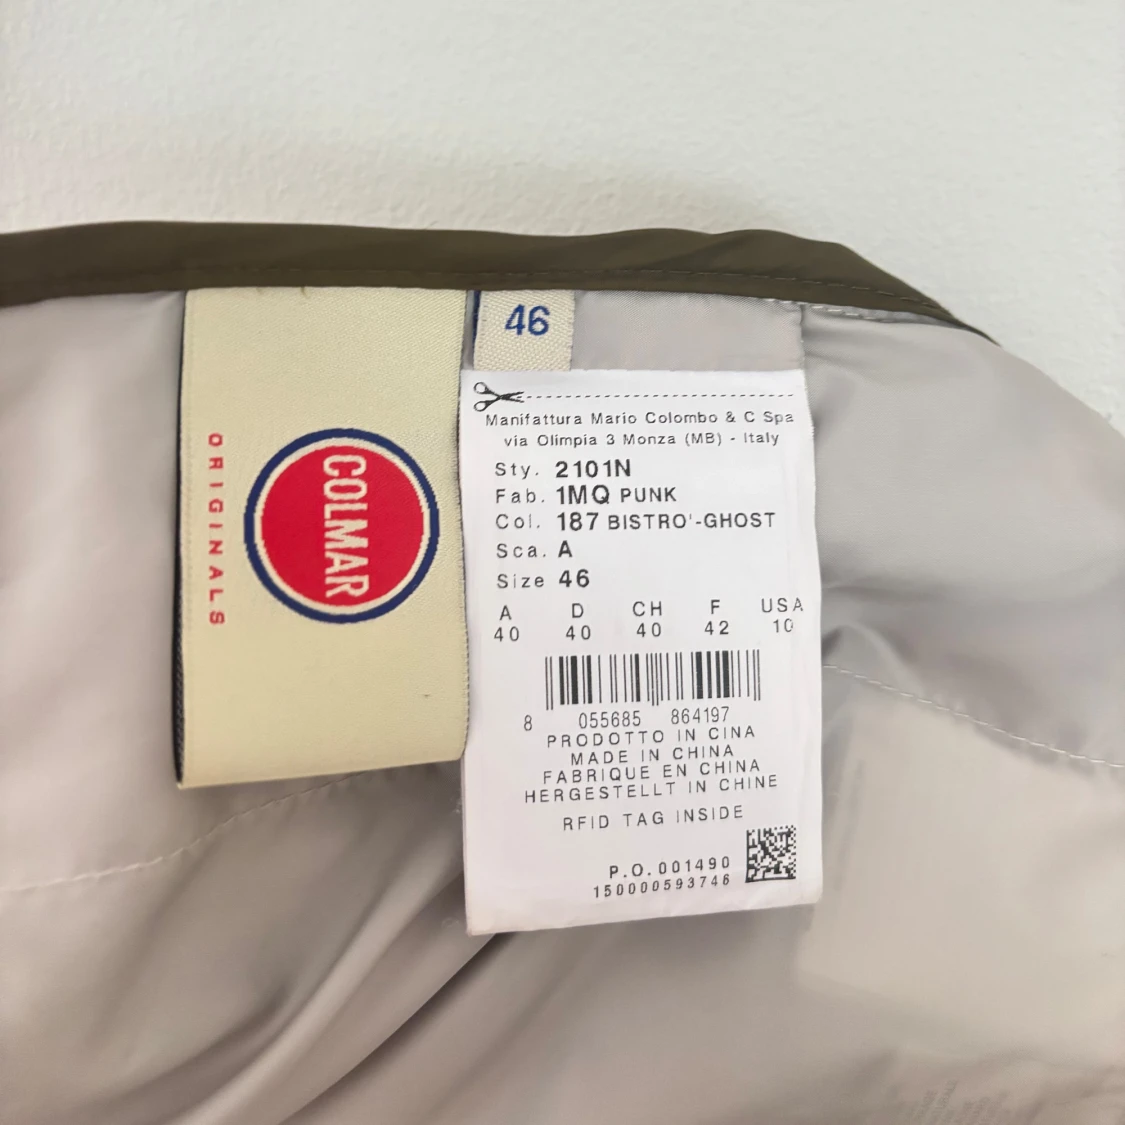 COLMAR
ORIGINALS
46
Manifattura Mario Colombo & C Spa
via Olimpia 3 Monza (MB) - Italy
Sty. 2101N
Fab. 1MQ PUNK
Col. 187 BISTRO'-GHOST
Sca. A
Size 46
A D CH F USA
40 40 40 42 10
8 055685 864197
PRODOTTO IN CINA
MADE IN CHINA
FABRIQUE EN CHINA
HERGESTELLT IN CHINE
RFID TAG INSIDE
P.O. 001490
150000593746